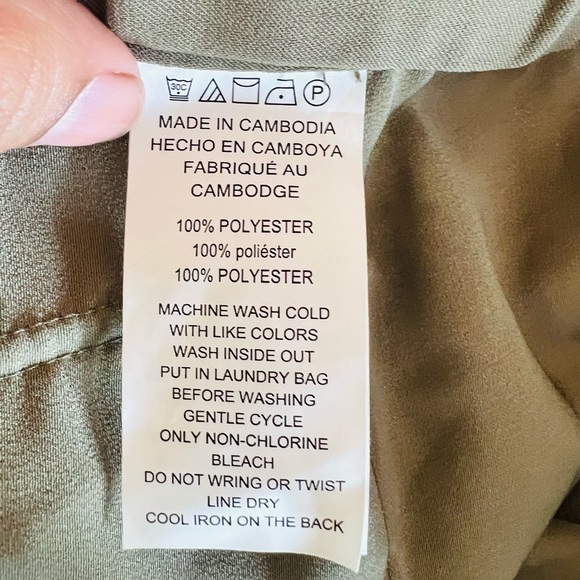 30C P
MADE IN CAMBODIA
HECHO EN CAMBOYA
FABRIQUÉ AU
CAMBODGE
100% POLYESTER
100% poliéster
100% POLYESTER
MACHINE WASH COLD
WITH LIKE COLORS
WASH INSIDE OUT
PUT IN LAUNDRY BAG
BEFORE WASHING
GENTLE CYCLE
ONLY NON-CHLORINE
BLEACH
DO NOT WRING OR TWIST
LINE DRY
COOL IRON ON THE BACK